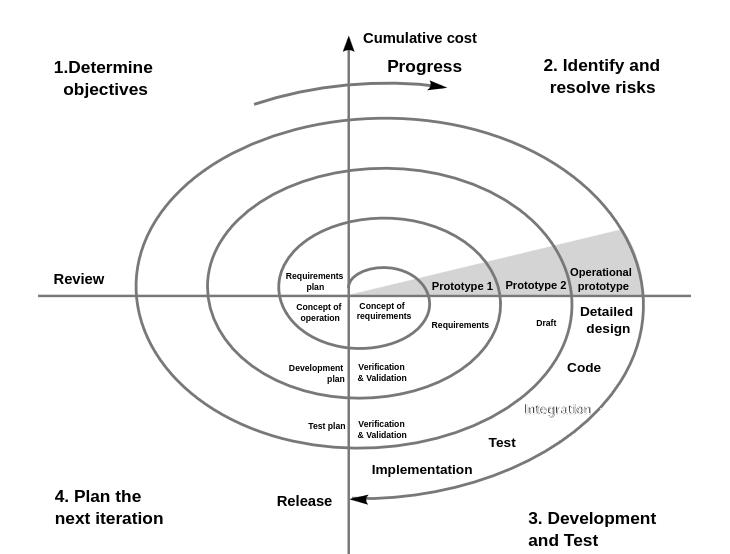 Cumulative cost
Progress
1.Determine
objectives
2. Identify and
resolve risks
Review
Requirements
plan
Prototype 1
Prototype 2
Operational
prototype
Concept of
operation
Concept of
requirements
Requirements
Draft
Detailed
design
Development
plan
Verification
& Validation
Code
Integration
Test plan
Verification
& Validation
Test
Implementation
Release
4. Plan the
next iteration
3. Development
and Test